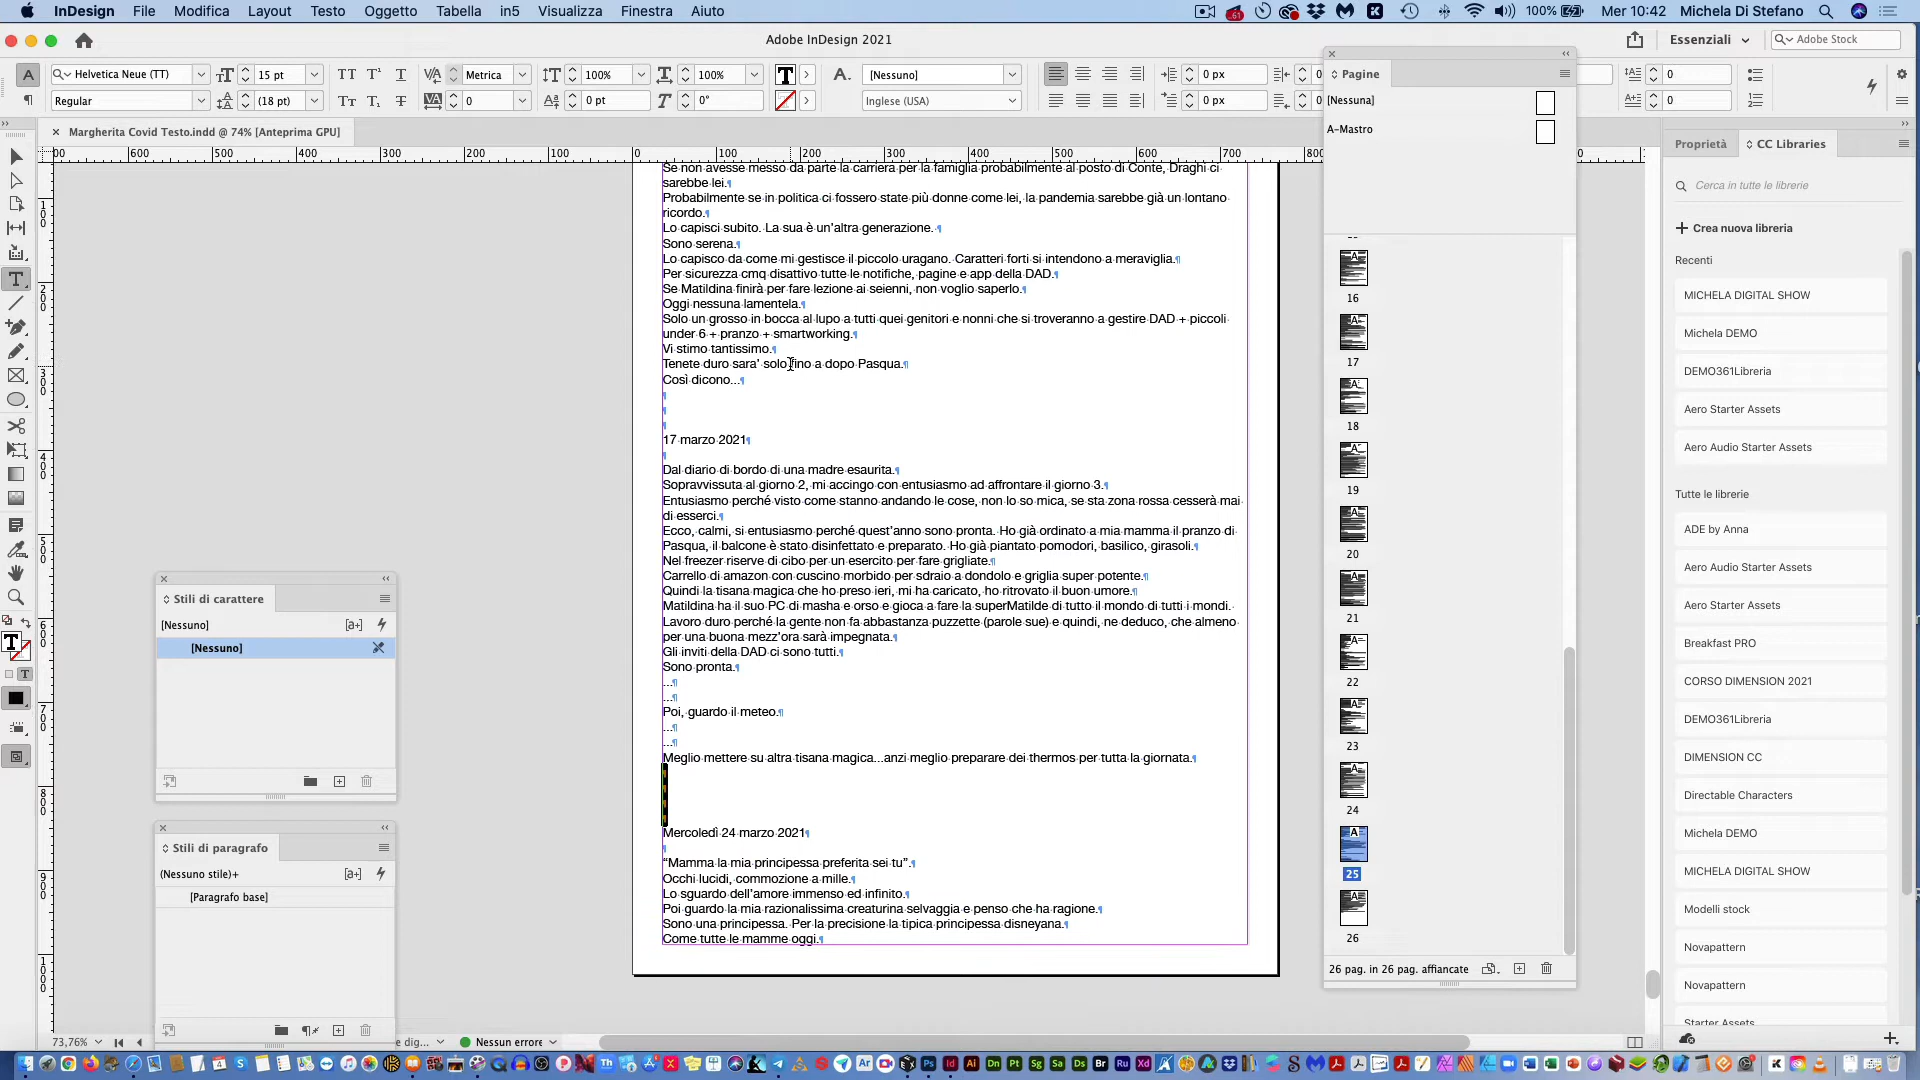 InDesign File Modifica Layout Testo Oggetto Tabella in5 Visualizza Finestra Aiuto 61 100% Mer 10:42 Michela Di Stefano
Adobe InDesign 2021 Essenziali Adobe Stock
Helvetica Neue (TT) 15 pt Metrica 100% 100% [Nessuno] 0 px 0 0
Regular (18 pt) 0 0 pt 0° Inglese (USA) 0 px 0 0
Margherita Covid Testo.indd @ 74% [Anteprima GPU]
Se non avesse messo da parte la carriera per la famiglia probabilmente al posto di Conte, Draghi ci
sarebbe lei.¶
Probabilmente se in politica ci fossero state più donne come lei, la pandemia sarebbe già un lontano
ricordo.¶
Lo capisci subito. La sua è un'altra generazione. ¶
Sono serena.¶
Lo capisco da come mi gestisce il piccolo uragano. Caratteri forti si intendono a meraviglia.¶
Per sicurezza cmq disattivo tutte le notifiche, pagine e app della DAD.¶
Se Matildina finirà per fare lezione ai seienni, non voglio saperlo.¶
Oggi nessuna lamentela.¶
Solo un grosso in bocca al lupo a tutti quei genitori e nonni che si troveranno a gestire DAD + piccoli
under 6 + pranzo + smartworking.¶
Vi stimo tantissimo.¶
Tenete duro sara' solo fino a dopo Pasqua.¶
Così dicono...¶
¶
¶
¶
17 marzo 2021¶
¶
Dal diario di bordo di una madre esaurita.¶
Sopravvissuta al giorno 2, mi accingo con entusiasmo ad affrontare il giorno 3.¶
Entusiasmo perché visto come stanno andando le cose, non lo so mica, se sta zona rossa cesserà mai
di esserci.¶
Ecco, calmi, si entusiasmo perché quest'anno sono pronta. Ho già ordinato a mia mamma il pranzo di
Pasqua, il balcone è stato disinfettato e preparato. Ho già piantato pomodori, basilico, girasoli.¶
Nel freezer riserve di cibo per un esercito per fare grigliate.¶
Carrello di amazon con cuscino morbido per sdraio a dondolo e griglia super potente.¶
Quindi la tisana magica che ho preso ieri, mi ha caricato, ho ritrovato il buon umore.¶
Matildina ha il suo PC di masha e orso e gioca a fare la superMatilde di tutto il mondo di tutti i mondi.
Lavoro duro perché la gente non fa abbastanza puzzette (parole sue) e quindi, ne deduco, che almeno
per una buona mezz'ora sarà impegnata.¶
Gli inviti della DAD ci sono tutti.¶
Sono pronta.¶
...¶
...¶
Poi, guardo il meteo.¶
...¶
...¶
Meglio mettere su altra tisana magica...anzi meglio preparare dei thermos per tutta la giornata.¶
Mercoledì 24 marzo 2021¶
¶
“Mamma la mia principessa preferita sei tu”.¶
Occhi lucidi, commozione a mille.¶
Lo sguardo dell'amore immenso ed infinito.¶
Poi guardo la mia razionalissima creaturina selvaggia e penso che ha ragione.¶
Sono una principessa. Per la precisione la tipica principessa disneyana.¶
Come tutte le mamme oggi.¶
Stili di carattere
[Nessuno]
[Nessuno]
Stili di paragrafo
(Nessuno stile)+
[Paragrafo base]
Pagine
[Nessuna]
A-Mastro
16
17
18
19
20
21
22
23
24
25
26
26 pag. in 26 pag. affiancate
Proprietà CC Libraries
Cerca in tutte le librerie
Crea nuova libreria
Recenti
MICHELA DIGITAL SHOW
Michela DEMO
DEMO361Libreria
Aero Starter Assets
Aero Audio Starter Assets
Tutte le librerie
ADE by Anna
Aero Audio Starter Assets
Aero Starter Assets
Breakfast PRO
CORSO DIMENSION 2021
DEMO361Libreria
DIMENSION CC
Directable Characters
Michela DEMO
MICHELA DIGITAL SHOW
Modelli stock
Novapattern
Novapattern
Starter Assets
73,76% e dig... Nessun errore